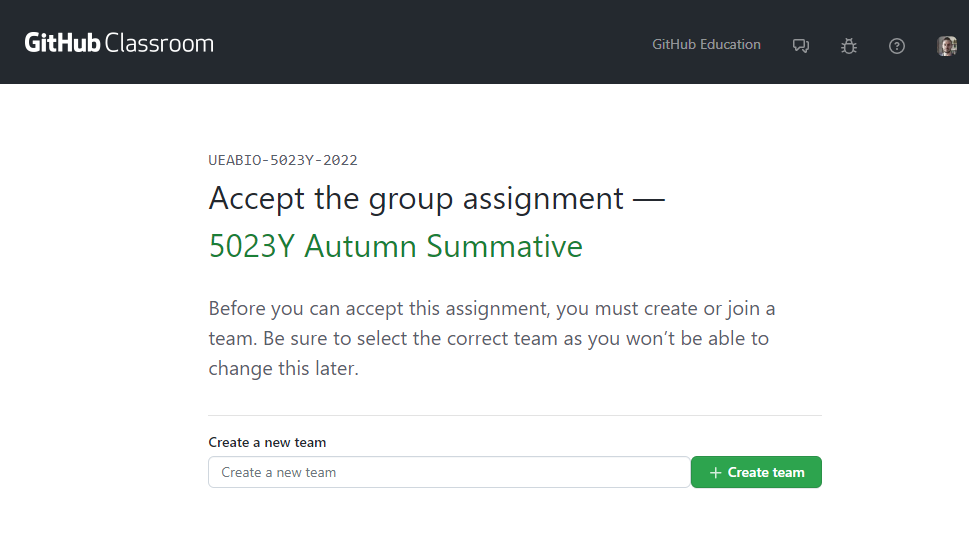 GitHub Classroom
GitHub Education
UEABIO-5023Y-2022
Accept the group assignment —
5023Y Autumn Summative
Before you can accept this assignment, you must create or join a
team. Be sure to select the correct team as you won’t be able to
change this later.
Create a new team
Create a new team
Create team